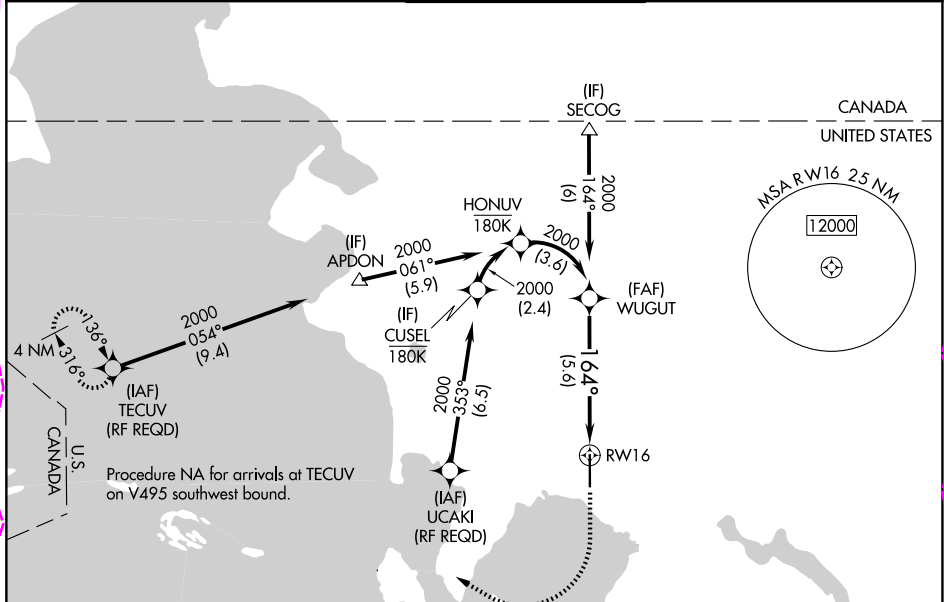 (IF)
SECOG
CANADA
UNITED STATES
MSA RW16 25 NM
12000
2000
164°
(6)
HONUV
180K
2000
(3.6)
(IF)
APDON
2000
061°
(5.9)
2000
(2.4)
(FAF)
WUGUT
(IF)
CUSEL
180K
2000
054°
(9.4)
136°
316°
4 NM
(IAF)
TECUV
(RF REQD)
2000
353°
(6.5)
164°
(5.6)
RW16
U.S.
CANADA
Procedure NA for arrivals at TECUV
on V495 southwest bound.
(IAF)
UCAKI
(RF REQD)